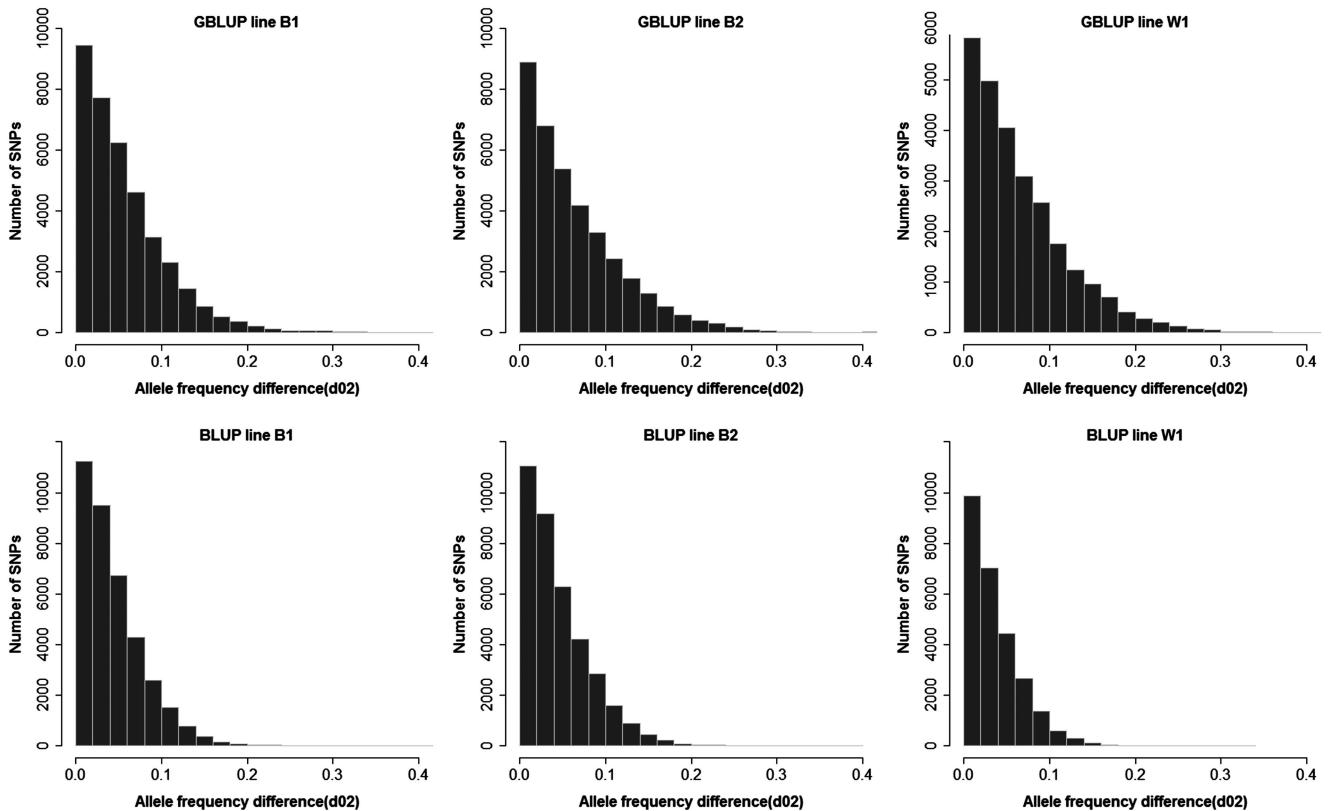 GBLUP line B1
Number of SNPs
0 2000 4000 6000 8000 10000
0.0 0.1 0.2 0.3 0.4
Allele frequency difference(d02)
GBLUP line B2
Number of SNPs
0 2000 4000 6000 8000 10000
0.0 0.1 0.2 0.3 0.4
Allele frequency difference(d02)
GBLUP line W1
Number of SNPs
0 1000 2000 3000 4000 5000 6000
0.0 0.1 0.2 0.3 0.4
Allele frequency difference(d02)
BLUP line B1
Number of SNPs
0 2000 4000 6000 8000 10000
0.0 0.1 0.2 0.3 0.4
Allele frequency difference(d02)
BLUP line B2
Number of SNPs
0 2000 4000 6000 8000 10000
0.0 0.1 0.2 0.3 0.4
Allele frequency difference(d02)
BLUP line W1
Number of SNPs
0 2000 4000 6000 8000 10000
0.0 0.1 0.2 0.3 0.4
Allele frequency difference(d02)